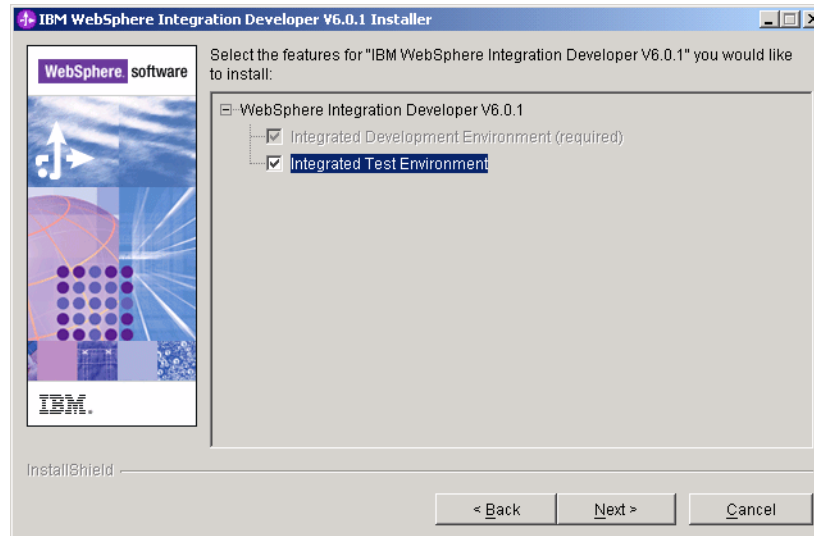 IBM WebSphere Integration Developer V6.0.1 Installer
WebSphere. software
Select the features for "IBM WebSphere Integration Developer V6.0.1" you would like
to install:
WebSphere Integration Developer V6.0.1
Integrated Development Environment (required)
Integrated Test Environment
IBM.
InstallShield
< Back
Next >
Cancel